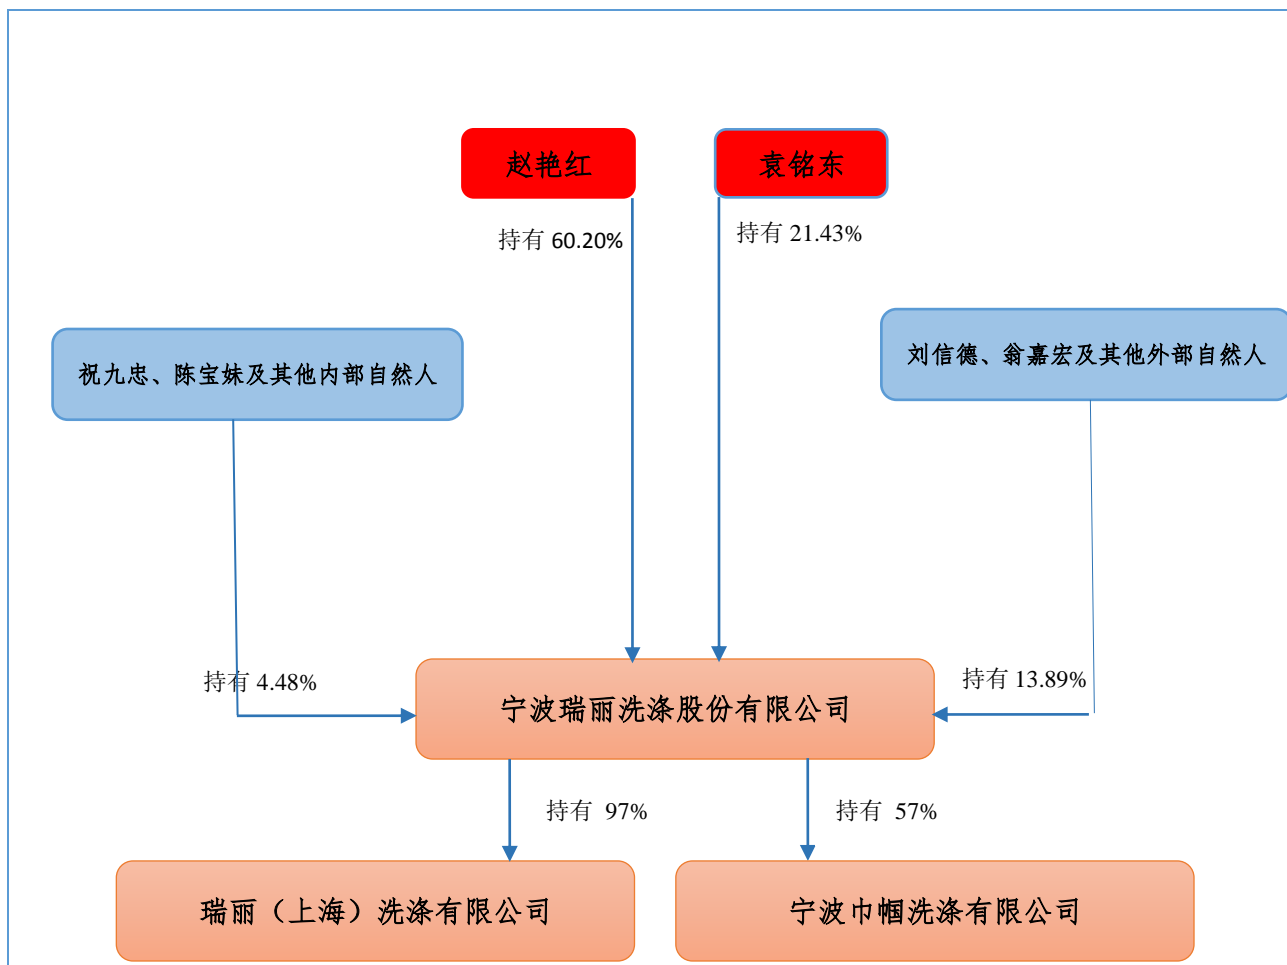 赵艳红
袁铭东
持有 60.20%
持有 21.43%
祝九忠、陈宝妹及其他内部自然人
刘信德、翁嘉宏及其他外部自然人
持有 4.48%
持有 13.89%
宁波瑞丽洗涤股份有限公司
持有 97%
持有 57%
瑞丽（上海）洗涤有限公司
宁波巾帼洗涤有限公司